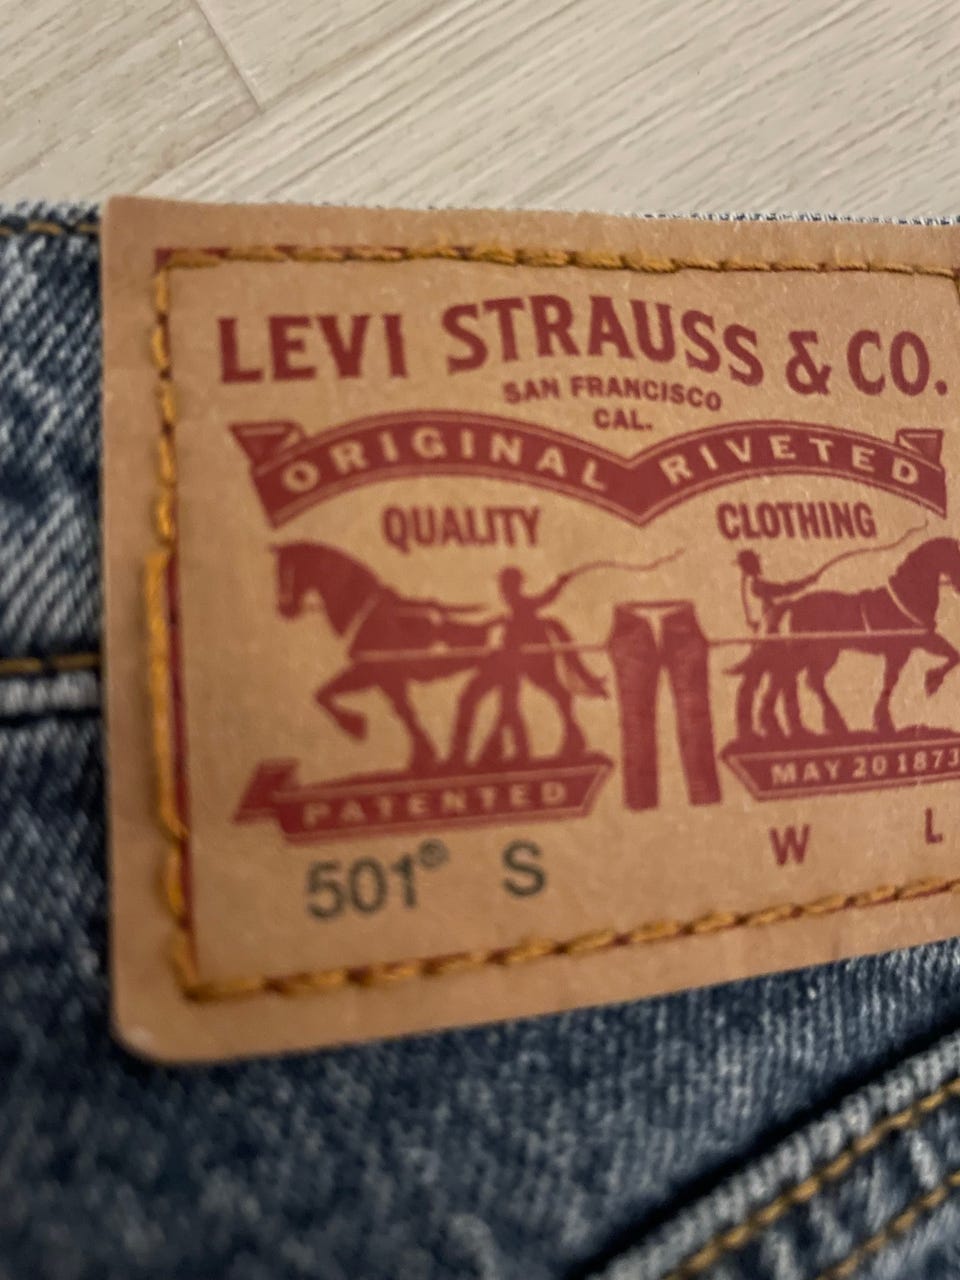 LEVI STRAUSS & CO.
SAN FRANCISCO
CAL.
ORIGINAL RIVETED
QUALITY CLOTHING
PATENTED MAY 20 1873
W L
501® S